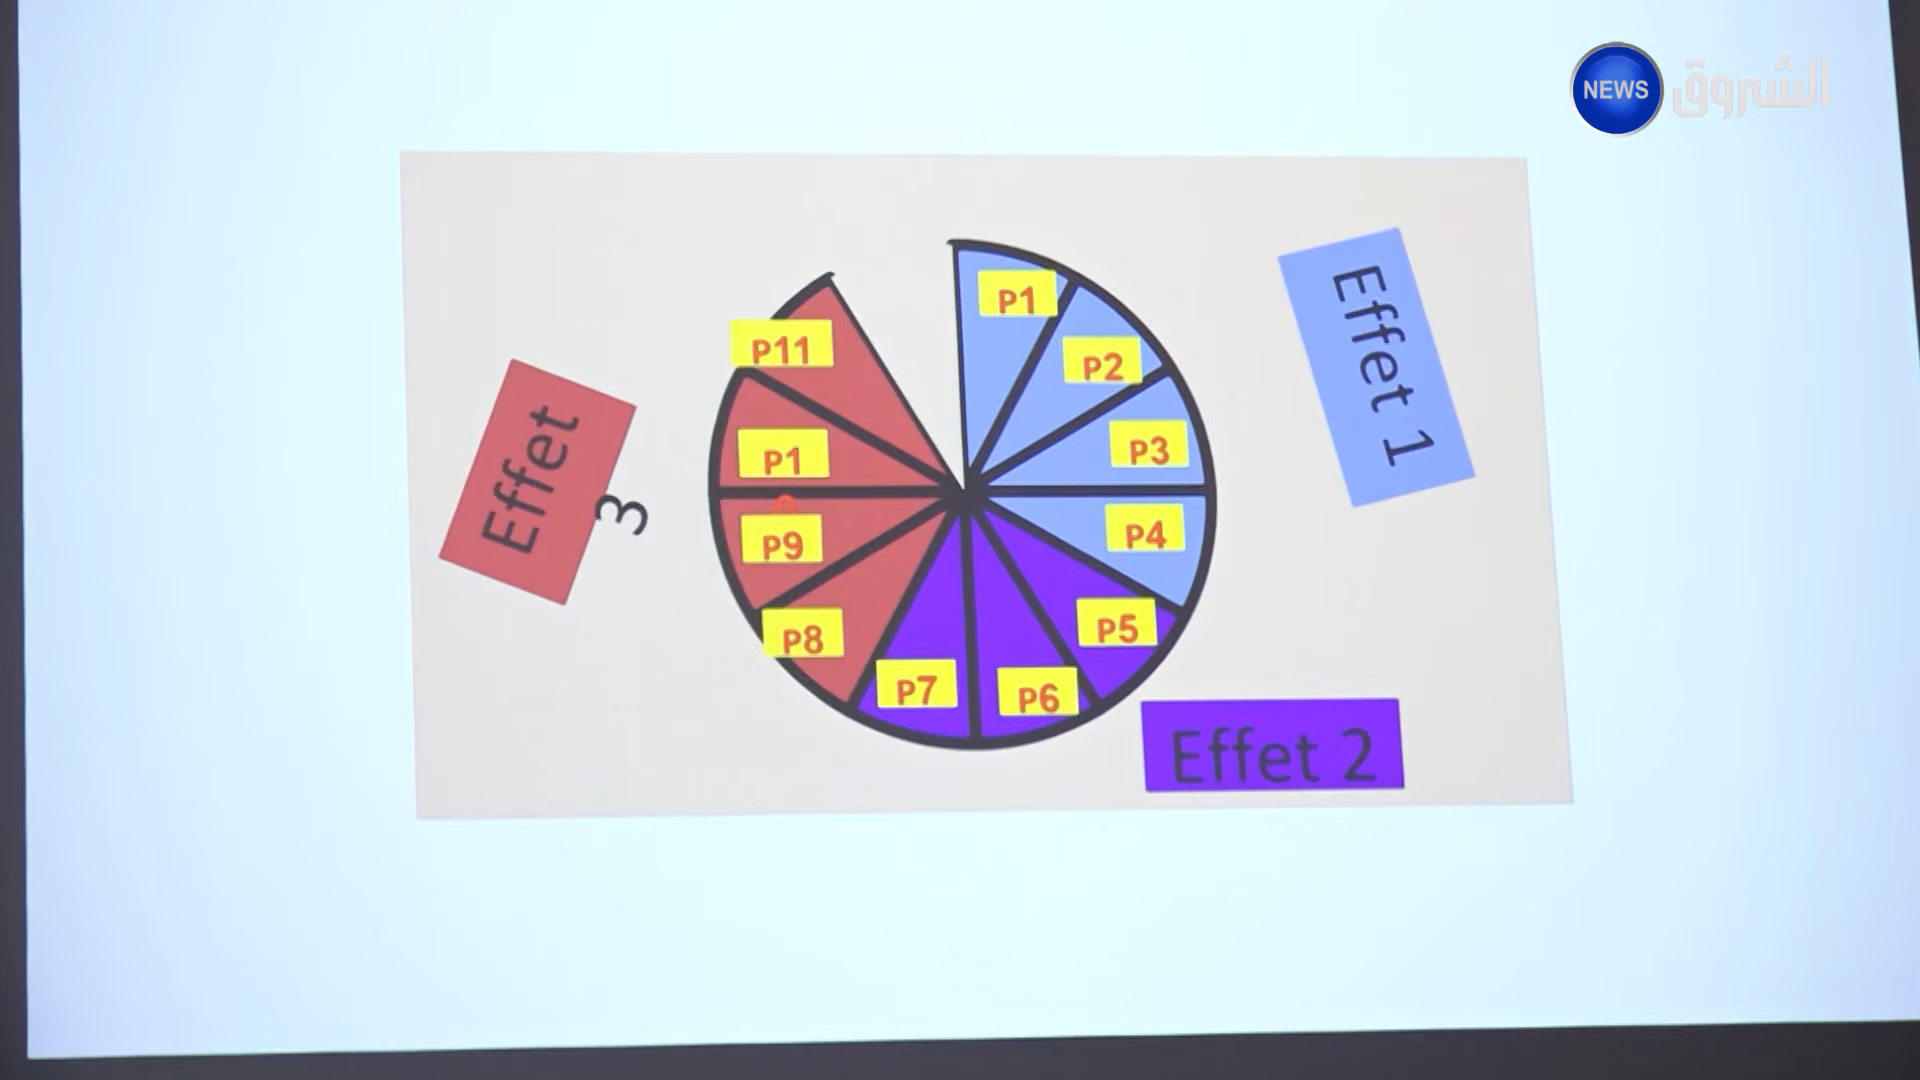 NEWS الشروق
P1
P2
P3
P4
P5
P6
P7
P8
P9
P1
0
P11
Effet 1
Effet 2
Effet
3